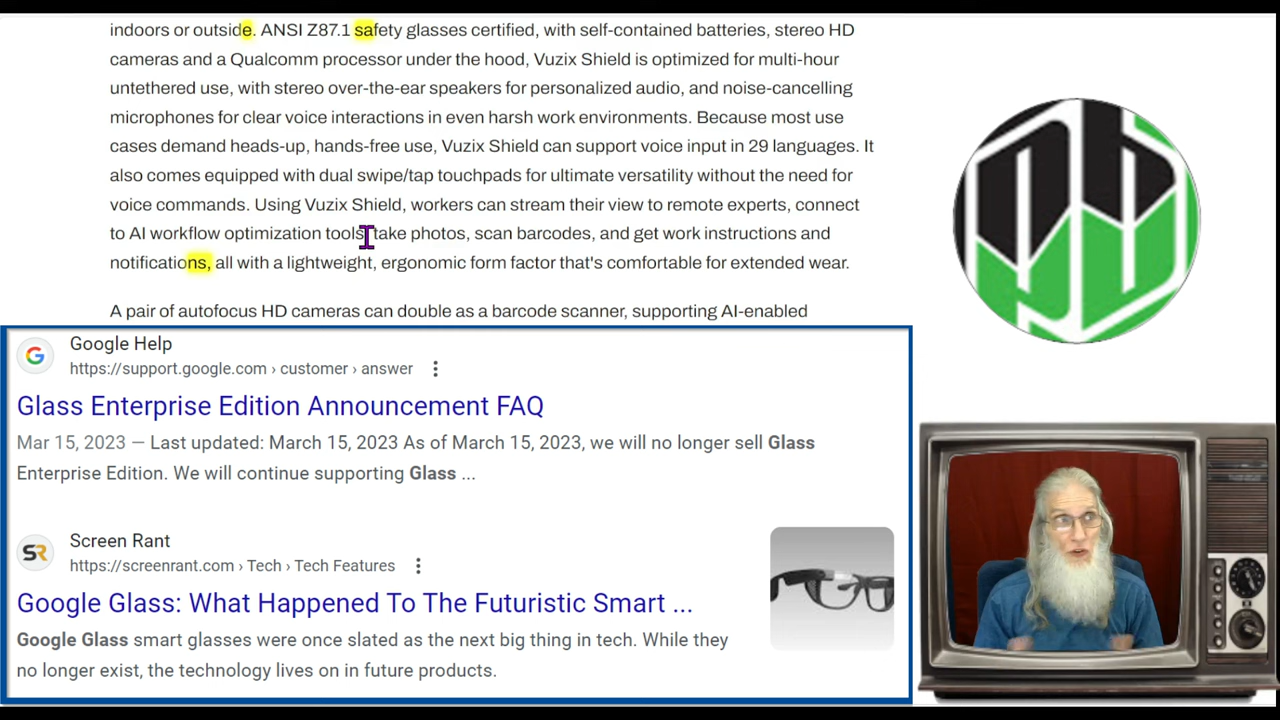 indoors or outside. ANSI Z87.1 safety glasses certified, with self-contained batteries, stereo HD
cameras and a Qualcomm processor under the hood, Vuzix Shield is optimized for multi-hour
untethered use, with stereo over-the-ear speakers for personalized audio, and noise-cancelling
microphones for clear voice interactions in even harsh work environments. Because most use
cases demand heads-up, hands-free use, Vuzix Shield can support voice input in 29 languages. It
also comes equipped with dual swipe/tap touchpads for ultimate versatility without the need for
voice commands. Using Vuzix Shield, workers can stream their view to remote experts, connect
to AI workflow optimization tools, take photos, scan barcodes, and get work instructions and
notifications, all with a lightweight, ergonomic form factor that's comfortable for extended wear.
A pair of autofocus HD cameras can double as a barcode scanner, supporting AI-enabled
Google Help
https://support.google.com › customer › answer
Glass Enterprise Edition Announcement FAQ
Mar 15, 2023 — Last updated: March 15, 2023 As of March 15, 2023, we will no longer sell Glass
Enterprise Edition. We will continue supporting Glass ...
SR
Screen Rant
https://screenrant.com › Tech › Tech Features
Google Glass: What Happened To The Futuristic Smart ...
Google Glass smart glasses were once slated as the next big thing in tech. While they
no longer exist, the technology lives on in future products.